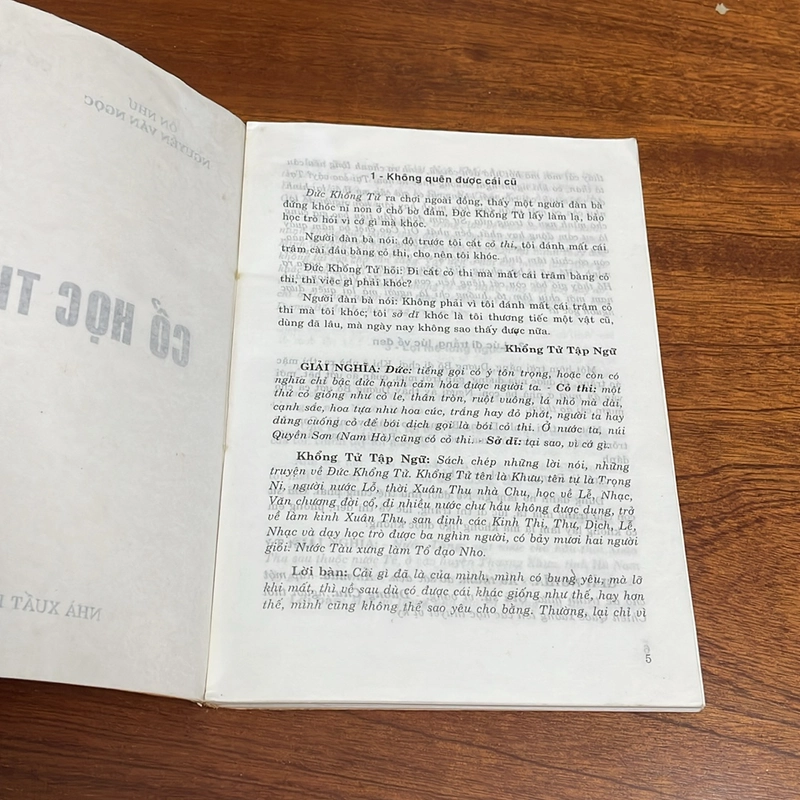 1 - Không quên được cái cũ
Đức Khổng Tử ra chơi ngoài đồng, thấy một người đàn bà
đứng khóc nỉ non ở chỗ bờ đầm, Đức Khổng Tử lấy làm lạ, bảo
học trò hỏi vì cớ gì mà khóc.
Người đàn bà nói: độ trước tôi cắt cỏ thi, tôi đánh mất cái
trâm cài đầu bằng cỏ thi, cho nên tôi khóc.
Đức Khổng Tử hỏi: Đi cắt cỏ thi mà mất cái trâm bằng cỏ
thi, thì việc gì phải khóc?
Người đàn bà nói: Không phải vì tôi đánh mất cái trâm cỏ
thi mà tôi khóc; tôi sở dĩ khóc là tôi thương tiếc một vật cũ,
dùng đã lâu, mà ngày nay không sao thấy được nữa.
Khổng Tử Tập Ngữ
GIẢI NGHĨA: Đức: tiếng gọi có ý tôn trọng, hoặc còn có
nghĩa chỉ bậc đức hạnh cảm hóa được người ta. - Cỏ thi: một
thứ cỏ giống như cỏ lẻ, thân tròn, ruột vuông, lá nhỏ mà dài,
cạnh sắc, hoa tựa như hoa cúc, trắng hay đỏ phớt, người ta hay
dùng cuống cỏ để bói dịch gọi là bói cỏ thi. Ở nước ta, núi
Quyển Sơn (Nam Hà) cũng có cỏ thi. - Sở dĩ: tại sao, vì cớ gì.
Khổng Tử Tập Ngữ: Sách chép những lời nói, những
truyện về Đức Khổng Tử. Khổng Tử tên là Khưu, tên tự là Trọng
Ni, người nước Lỗ, thời Xuân Thu nhà Chu, học về Lễ, Nhạc,
Văn chương đời cổ, đi nhiều nước chư hầu không được dụng, trở
về làm kinh Xuân Thu, san định các Kinh Thi, Thư, Dịch, Lễ,
Nhạc và dạy học trò được ba nghìn người, có bảy mươi hai người
giỏi. Nước Tàu xưng làm Tổ đạo Nho.
Lời bàn: Cái gì đã là của mình, mình có bụng yêu, mà lỡ
khi mất, thì về sau dù có được cái khác giống như thế, hay hơn
thế, mình cũng không thể sao yêu cho bằng. Thường, lại chỉ vì
5